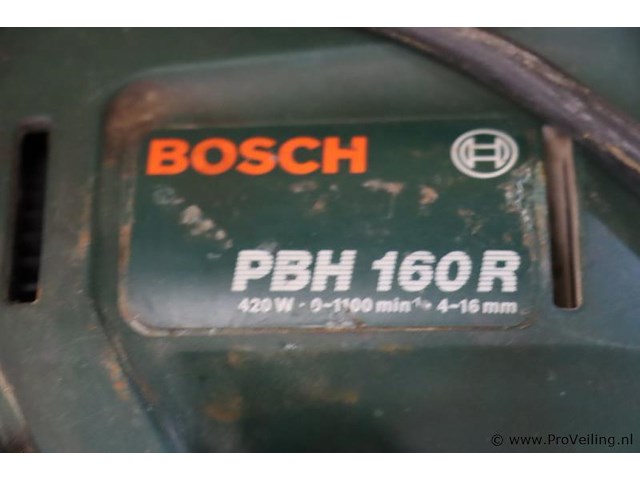 BOSCH
PBH 160 R
420 W · 0-1100 min⁻¹ · 4-16 mm
© www.ProVeiling.nl